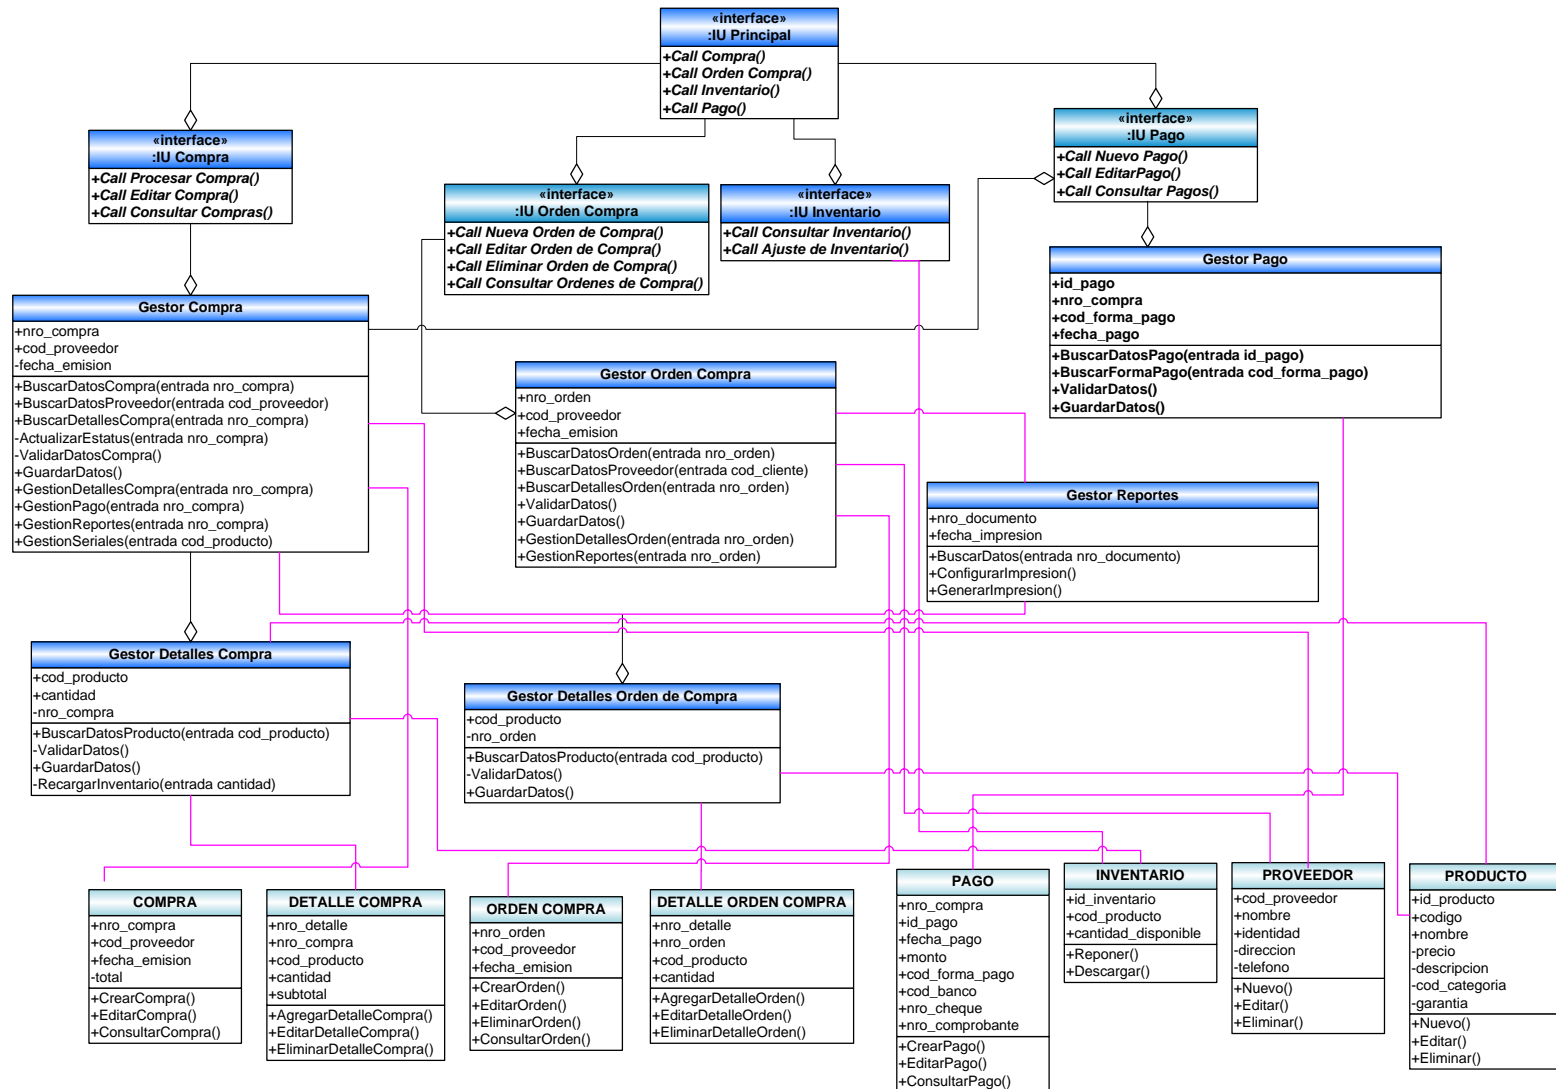 «interface»
:IU Principal
+Call Compra()
+Call Orden Compra()
+Call Inventario()
+Call Pago()
«interface»
:IU Compra
+Call Procesar Compra()
+Call Editar Compra()
+Call Consultar Compras()
«interface»
:IU Orden Compra
+Call Nueva Orden de Compra()
+Call Editar Orden de Compra()
+Call Eliminar Orden de Compra()
+Call Consultar Ordenes de Compra()
«interface»
:IU Inventario
+Call Consultar Inventario()
+Call Ajuste de Inventario()
«interface»
:IU Pago
+Call Nuevo Pago()
+Call EditarPago()
+Call Consultar Pagos()
Gestor Compra
+nro_compra
+cod_proveedor
-fecha_emision
+BuscarDatosCompra(entrada nro_compra)
+BuscarDatosProveedor(entrada cod_proveedor)
+BuscarDetallesCompra(entrada nro_compra)
-ActualizarEstatus(entrada nro_compra)
-ValidarDatosCompra()
+GuardarDatos()
+GestionDetallesCompra(entrada nro_compra)
+GestionPago(entrada nro_compra)
+GestionReportes(entrada nro_compra)
+GestionSeriales(entrada cod_producto)
Gestor Orden Compra
+nro_orden
+cod_proveedor
+fecha_emision
+BuscarDatosOrden(entrada nro_orden)
+BuscarDatosProveedor(entrada cod_cliente)
+BuscarDetallesOrden(entrada nro_orden)
+ValidarDatos()
+GuardarDatos()
+GestionDetallesOrden(entrada nro_orden)
+GestionReportes(entrada nro_orden)
Gestor Pago
+id_pago
+nro_compra
+cod_forma_pago
+fecha_pago
+BuscarDatosPago(entrada id_pago)
+BuscarFormaPago(entrada cod_forma_pago)
+ValidarDatos()
+GuardarDatos()
Gestor Reportes
+nro_documento
+fecha_impresion
+BuscarDatos(entrada nro_documento)
+ConfigurarImpresion()
+GenerarImpresion()
Gestor Detalles Compra
+cod_producto
+cantidad
-nro_compra
+BuscarDatosProducto(entrada cod_producto)
-ValidarDatos()
+GuardarDatos()
-RecargarInventario(entrada cantidad)
Gestor Detalles Orden de Compra
+cod_producto
-nro_orden
+BuscarDatosProducto(entrada cod_producto)
-ValidarDatos()
+GuardarDatos()
COMPRA
+nro_compra
+cod_proveedor
+fecha_emision
-total
+CrearCompra()
+EditarCompra()
+ConsultarCompra()
DETALLE COMPRA
+nro_detalle
+nro_compra
+cod_producto
+cantidad
+subtotal
+AgregarDetalleCompra()
+EditarDetalleCompra()
+EliminarDetalleCompra()
ORDEN COMPRA
+nro_orden
+cod_proveedor
+fecha_emision
+CrearOrden()
+EditarOrden()
+EliminarOrden()
+ConsultarOrden()
DETALLE ORDEN COMPRA
+nro_detalle
+nro_orden
+cod_producto
+cantidad
+AgregarDetalleOrden()
+EditarDetalleOrden()
+EliminarDetalleOrden()
PAGO
+nro_compra
+id_pago
+fecha_pago
+monto
+cod_forma_pago
+cod_banco
+nro_cheque
+nro_comprobante
+CrearPago()
+EditarPago()
+ConsultarPago()
INVENTARIO
+id_inventario
+cod_producto
+cantidad_disponible
+Reponer()
+Descargar()
PROVEEDOR
+cod_proveedor
+nombre
+identidad
-direccion
-telefono
+Nuevo()
+Editar()
+Eliminar()
PRODUCTO
+id_producto
+codigo
+nombre
-precio
-descripcion
-cod_categoria
-garantia
+Nuevo()
+Editar()
+Eliminar()